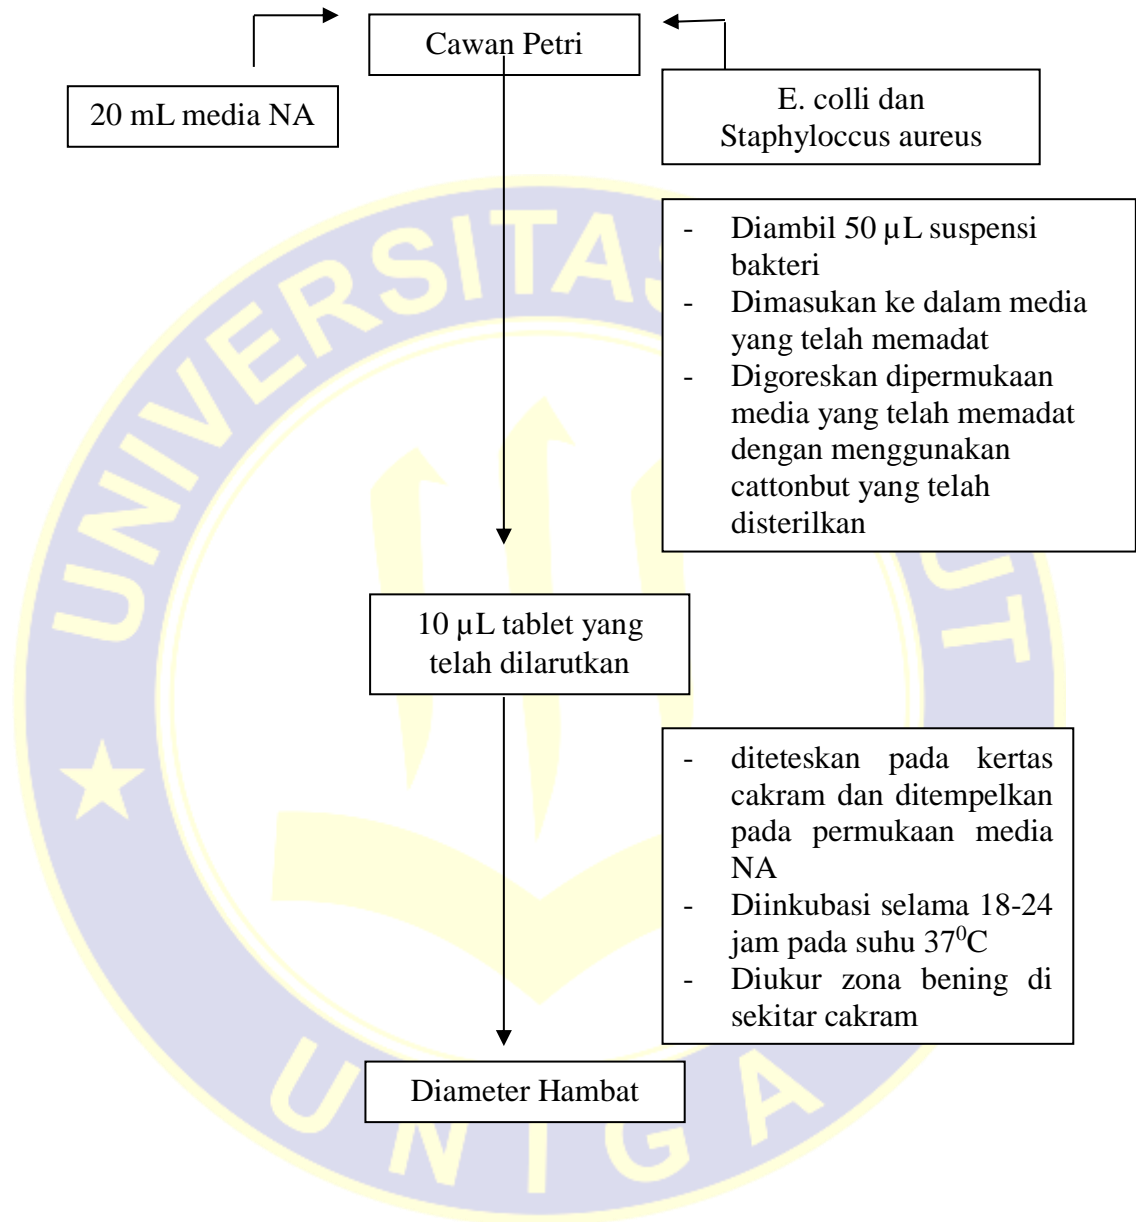 Cawan Petri
20 mL media NA
E. colli dan
Staphyloccus aureus
- Diambil 50 µL suspensi
bakteri
- Dimasukan ke dalam media
yang telah memadat
- Digoreskan dipermukaan
media yang telah memadat
dengan menggunakan
cattonbut yang telah
disterilkan
10 µL tablet yang
telah dilarutkan
- diteteskan pada kertas
cakram dan ditempelkan
pada permukaan media
NA
- Diinkubasi selama 18-24
jam pada suhu 37⁰C
- Diukur zona bening di
sekitar cakram
Diameter Hambat
UNIVERSITAS
UT
UNIGA